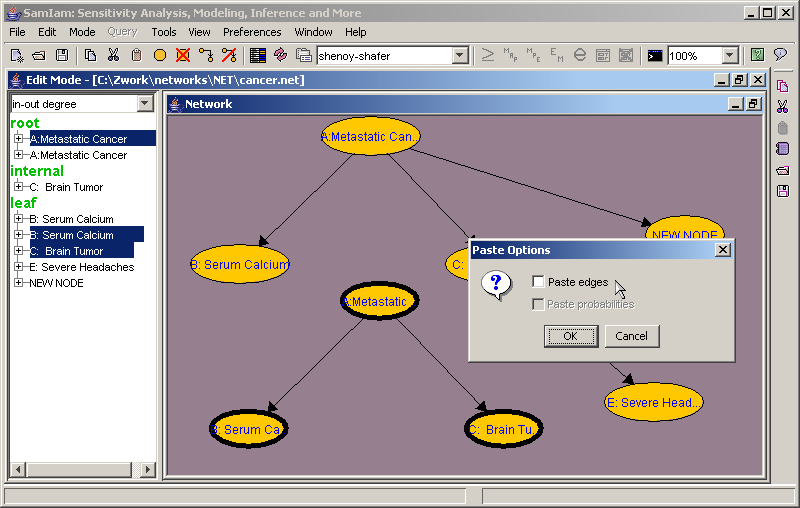 SamIam: Sensitivity Analysis, Modeling, Inference and More
File Edit Mode Query Tools View Preferences Window Help
shenoy-shafer
100%
Edit Mode - [C:\Zwork\networks\NET\cancer.net]
in-out degree
root
A:Metastatic Cancer
A:Metastatic Cancer
internal
C: Brain Tumor
leaf
B: Serum Calcium
B: Serum Calcium
C: Brain Tumor
E: Severe Headaches
NEW NODE
Network
A:Metastatic Can...
NEW NODE
B: Serum Calcium
C:
A:Metastatic
B: Serum Ca
C: Brain Tu..
E: Severe Head...
Paste Options
?
Paste edges
Paste probabilities
OK Cancel